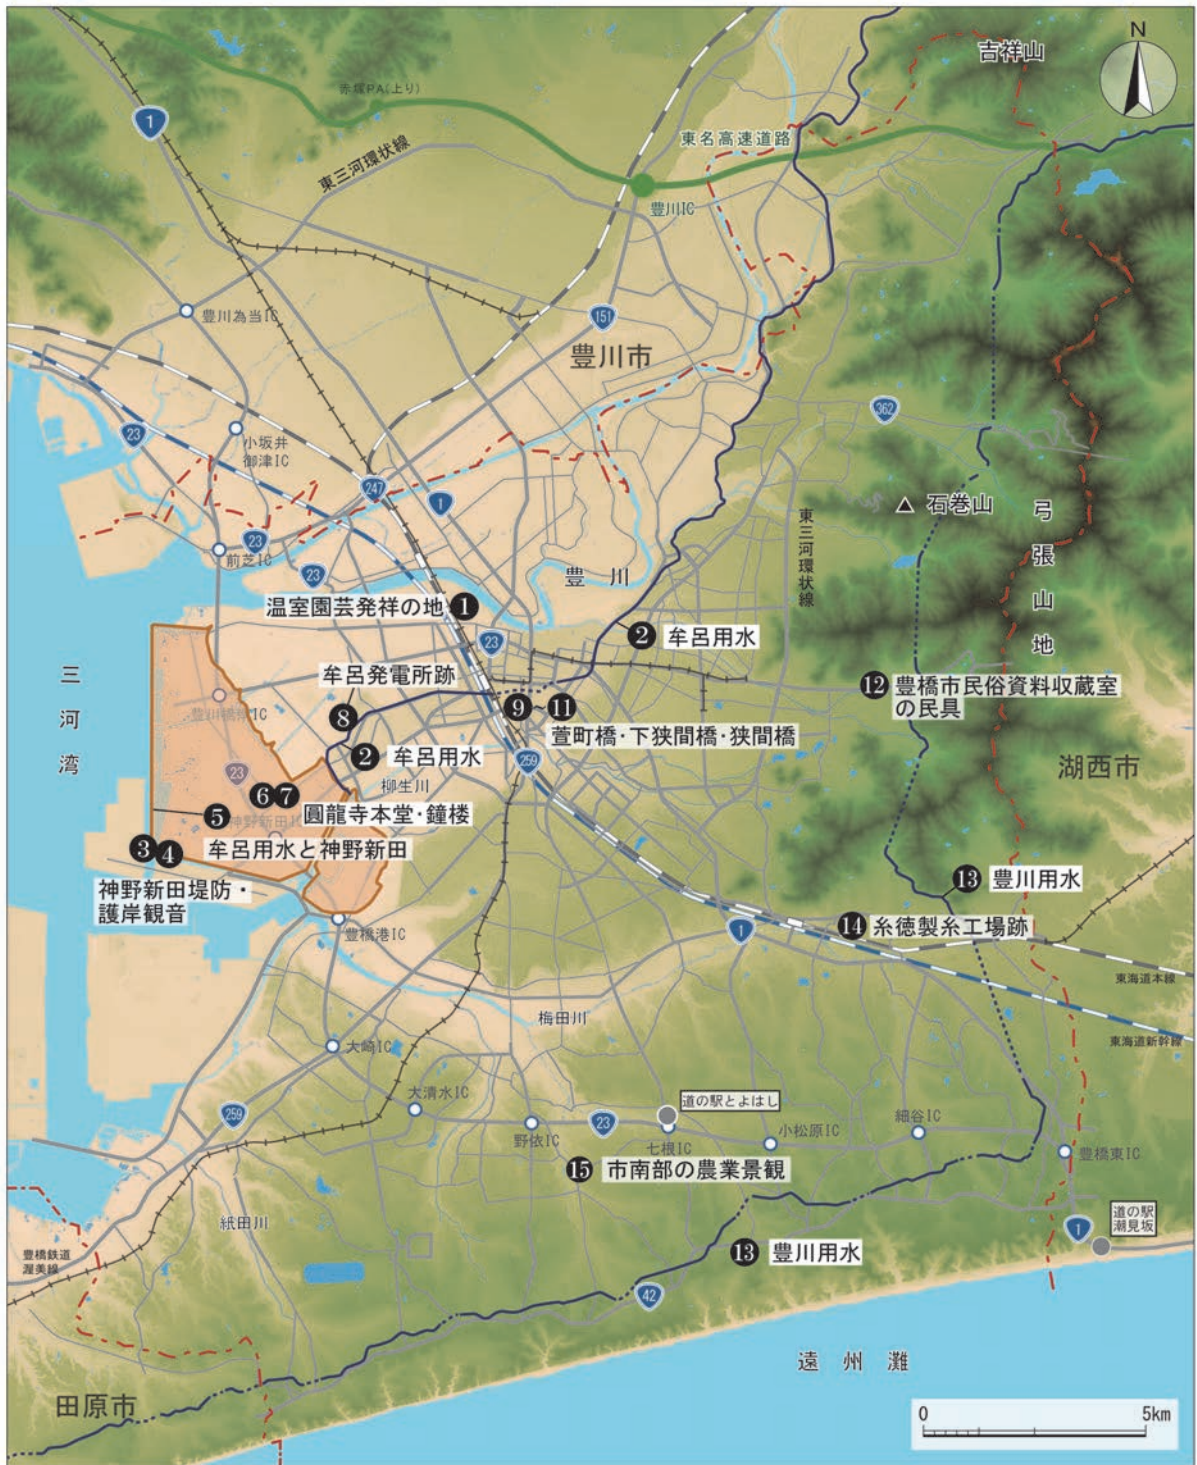 吉祥山
N
赤塚PA(上り)
1
東名高速道路
東三河環状線
豊川IC
豊川為当IC
151
豊川市
362
23
小坂井
御津IC
247
1
石巻山
弓張山地
東三河環状線
23
前芝IC
23
豊川
温室園芸発祥の地
1
23
2
牟呂用水
三河湾
牟呂発電所跡
12
豊橋市民俗資料収蔵室
の民具
8
9
~
11
萱町橋・下狭間橋・狭間橋
2
牟呂用水
259
湖西市
23
柳生川
6
7
圓龍寺本堂・鐘楼
5
神野新田IC
牟呂用水と神野新田
3
4
神野新田堤防・
護岸観音
13
豊川用水
14
糸徳製糸工場跡
豊橋港IC
1
東海道本線
梅田川
東海道新幹線
大崎IC
大清水IC
道の駅とよはし
259
野依IC
23
七根IC
小松原IC
細谷IC
豊橋東IC
15
市南部の農業景観
紙田川
道の駅
潮見坂
1
豊橋鉄道
渥美線
13
豊川用水
42
遠州灘
田原市
0
5km